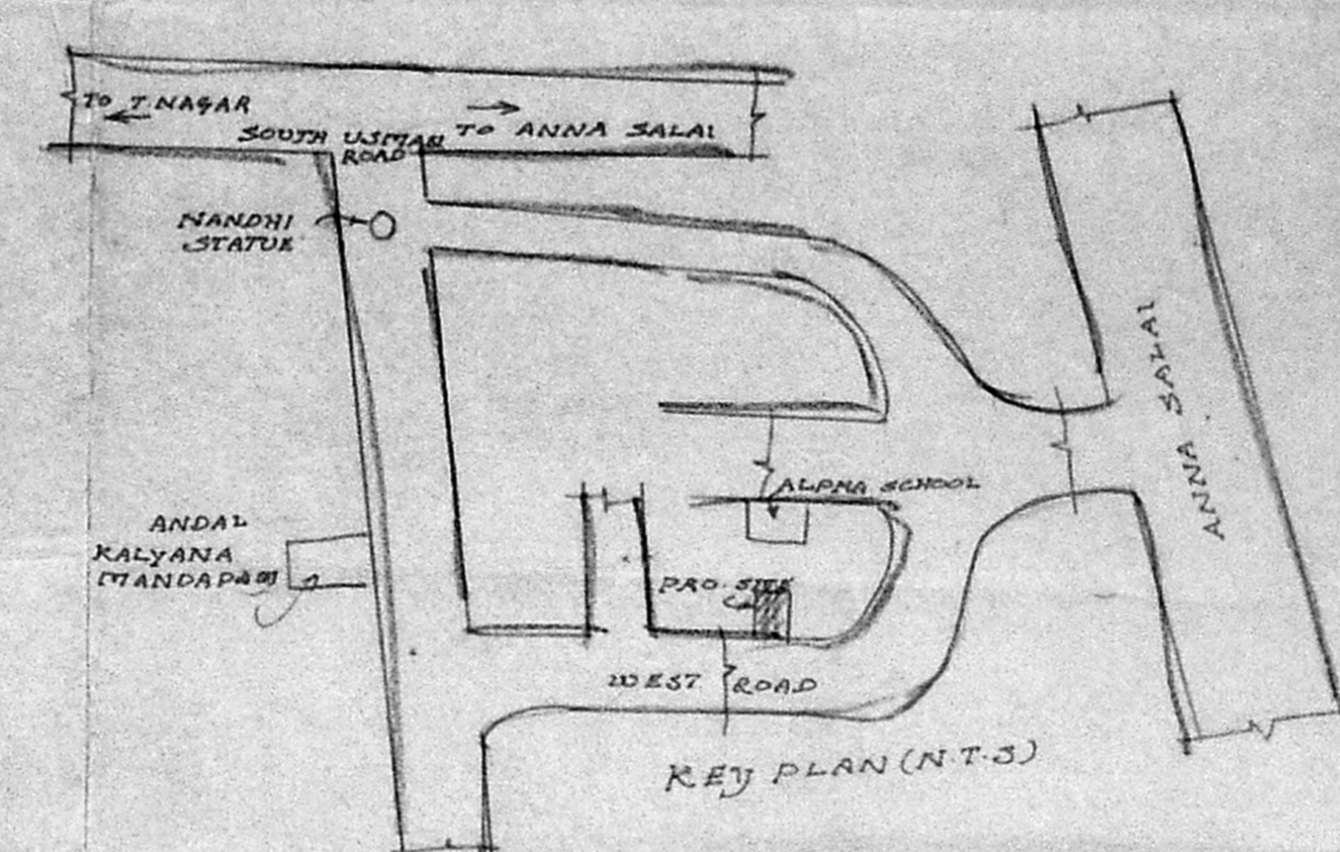 TO T.NAGAR
TO ANNA SALAI
SOUTH USMAN
ROAD
NANDHI
STATUE
ANNA SALAI
ALPHA SCHOOL
ANDAL
KALYANA
MANDAPAM
PRO. SITE
WEST ROAD
KEY PLAN (N.T.S)